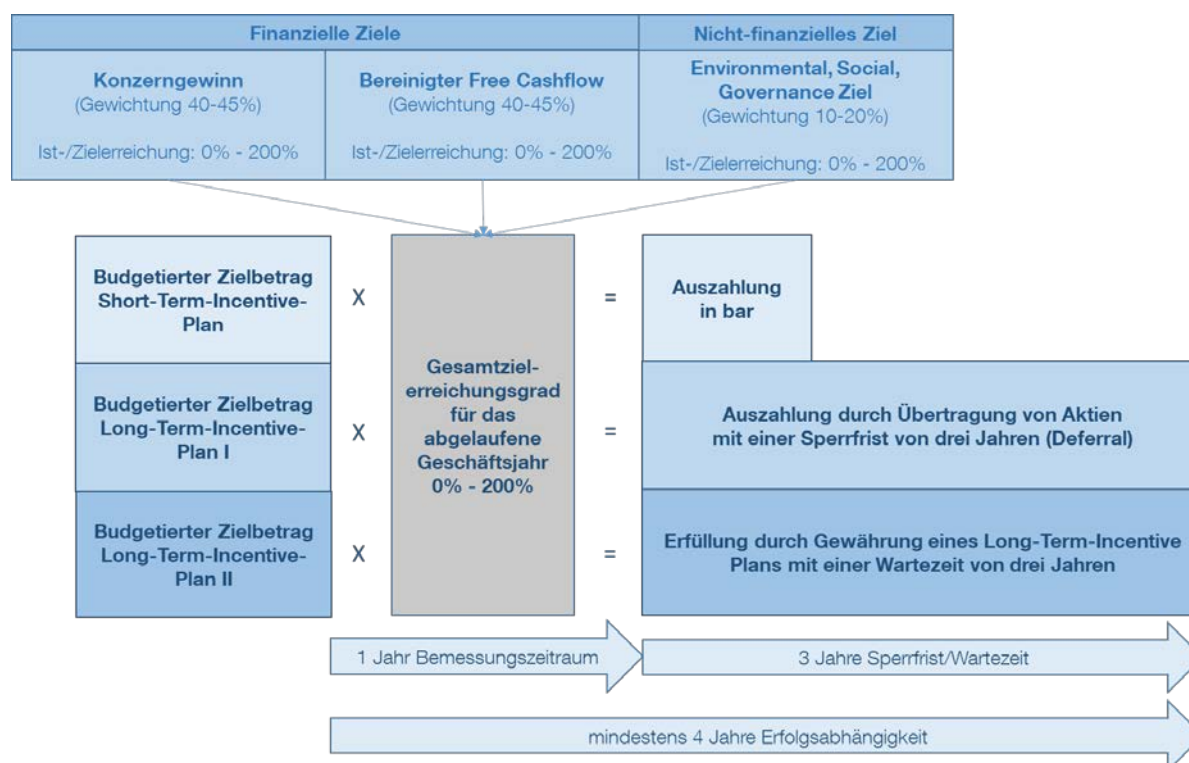 Finanzielle Ziele
Nicht-finanzielles Ziel
Konzerngewinn
(Gewichtung 40-45%)
Ist-/Zielerreichung: 0% - 200%
Bereinigter Free Cashflow
(Gewichtung 40-45%)
Ist-/Zielerreichung: 0% - 200%
Environmental, Social,
Governance Ziel
(Gewichtung 10-20%)
Ist-/Zielerreichung: 0% - 200%
Budgetierter Zielbetrag
Short-Term-Incentive-
Plan
X
=
Auszahlung
in bar
Gesamtziel-
erreichungsgrad
für das
abgelaufene
Geschäftsjahr
0% - 200%
Budgetierter Zielbetrag
Long-Term-Incentive-
Plan I
X
=
Auszahlung durch Übertragung von Aktien
mit einer Sperrfrist von drei Jahren (Deferral)
Budgetierter Zielbetrag
Long-Term-Incentive-
Plan II
X
=
Erfüllung durch Gewährung eines Long-Term-Incentive
Plans mit einer Wartezeit von drei Jahren
1 Jahr Bemessungszeitraum
3 Jahre Sperrfrist/Wartezeit
mindestens 4 Jahre Erfolgsabhängigkeit